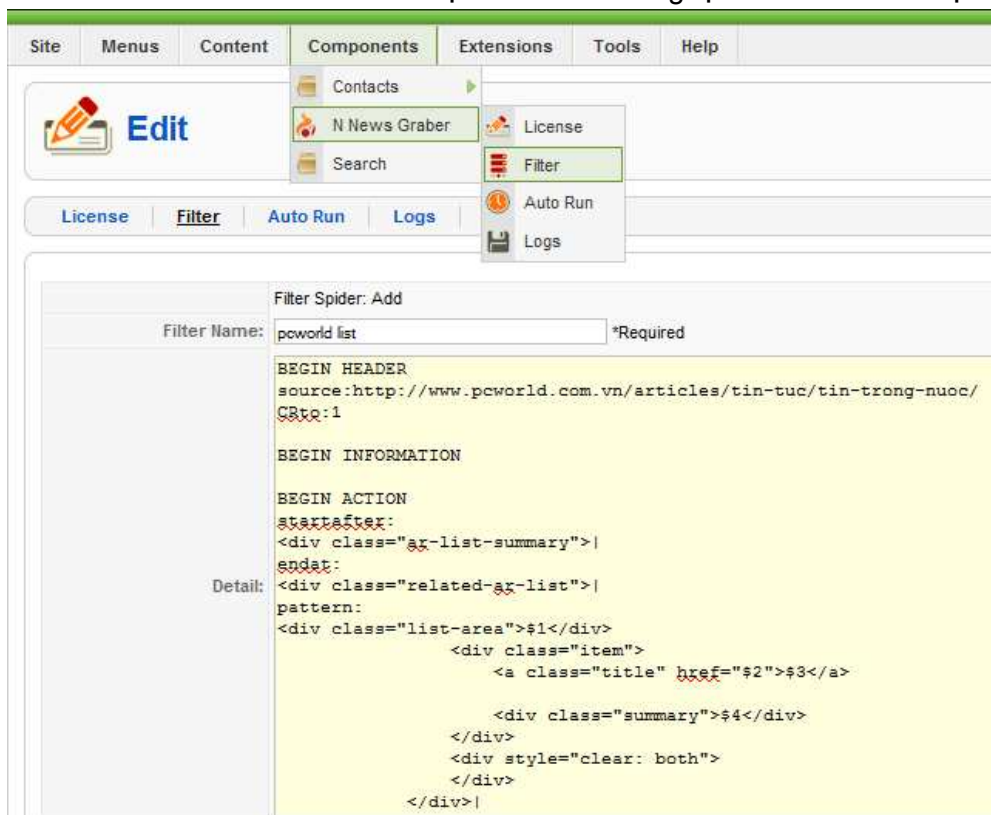 Site Menus Content Components Extensions Tools Help
Contacts
Edit
N News Graber
License
Search
Filter
Auto Run
License Filter Auto Run Logs
Logs
Filter Spider: Add
Filter Name: pcworld list *Required
BEGIN HEADER
source:http://www.pcworld.com.vn/articles/tin-tuc/tin-trong-nuoc/
CRto:1
BEGIN INFORMATION
BEGIN ACTION
startafter:
<div class="ar-list-summary">|
endat:
Detail: <div class="related-ar-list">|
pattern:
<div class="list-area">$1</div>
<div class="item">
<a class="title" href="$2">$3</a>
<div class="summary">$4</div>
</div>
<div style="clear: both">
</div>
</div>|